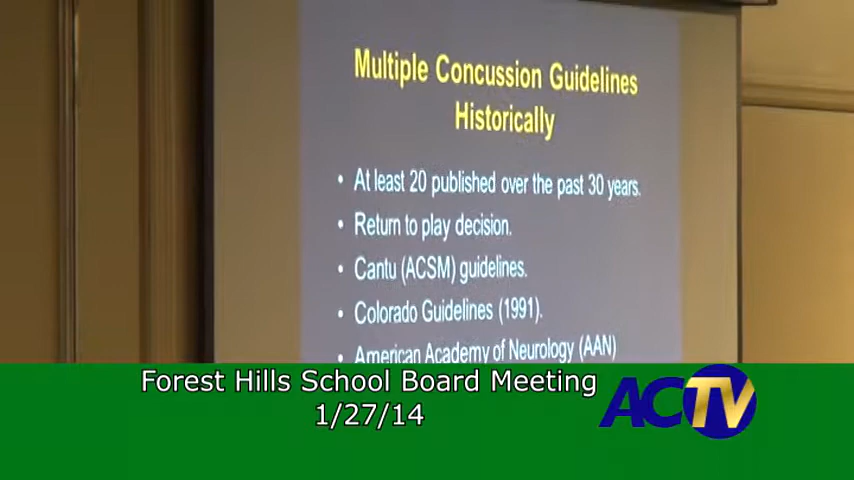 Multiple Concussion Guidelines
Historically
• At least 20 published over the past 30 years.
• Return to play decision.
• Cantu (ACSM) guidelines.
• Colorado Guidelines (1991).
• American Academy of Neurology (AAN)
Forest Hills School Board Meeting
1/27/14
ACTV